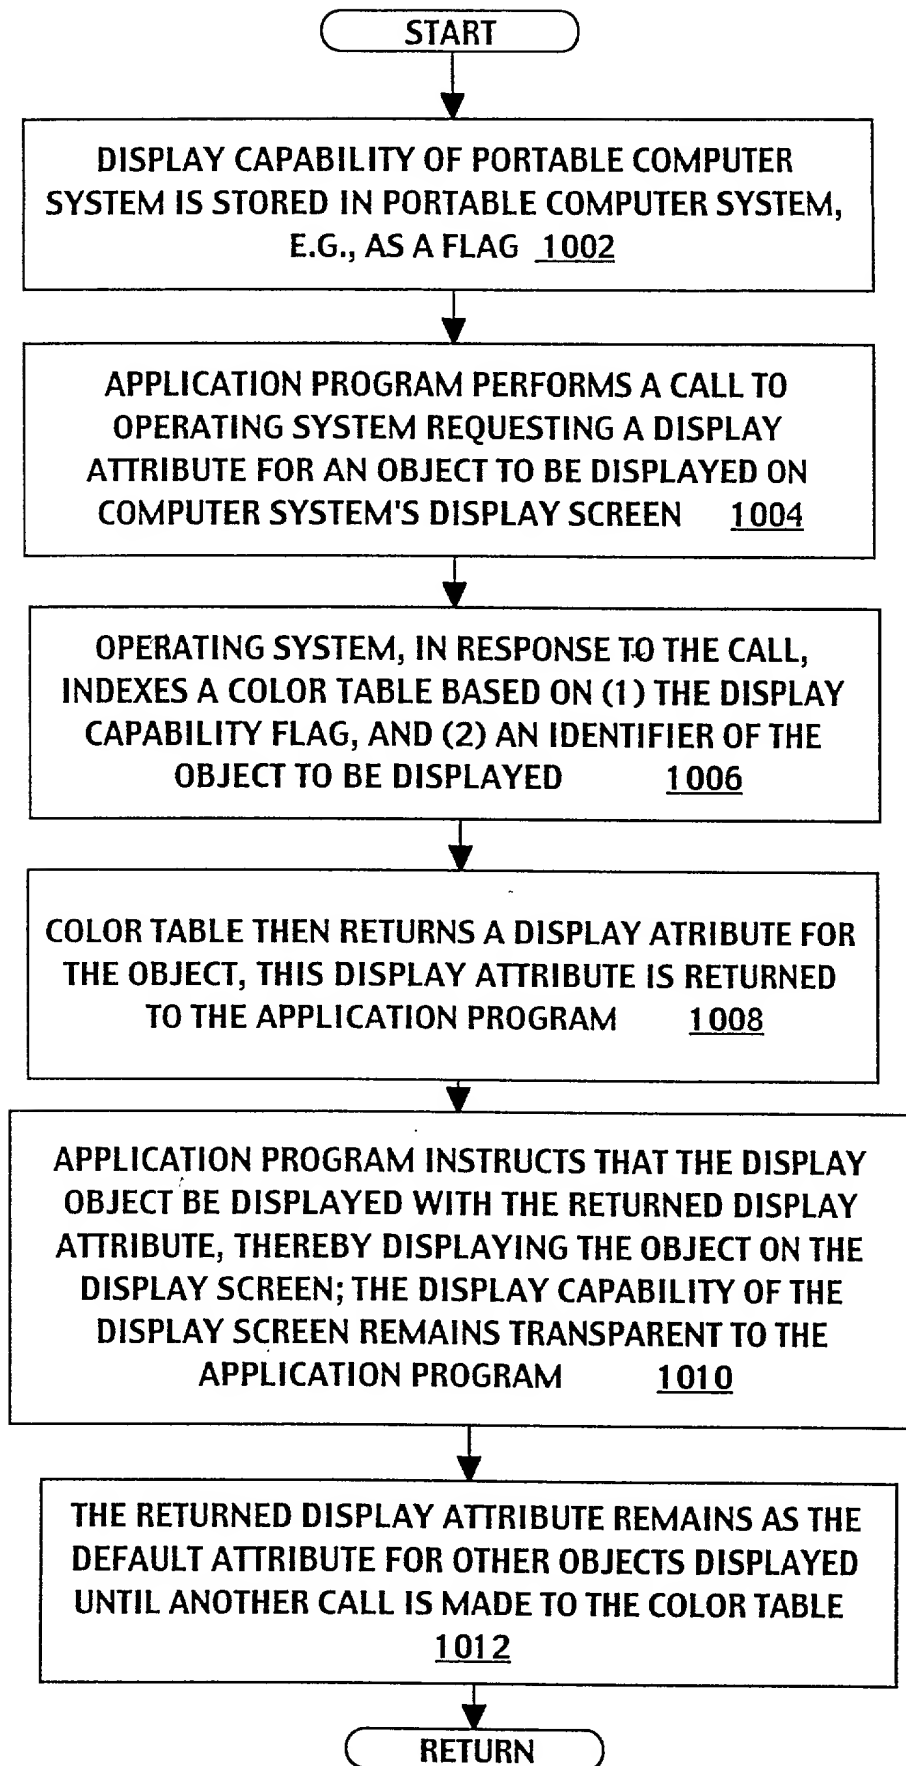 START
DISPLAY CAPABILITY OF PORTABLE COMPUTER
SYSTEM IS STORED IN PORTABLE COMPUTER SYSTEM,
E.G., AS A FLAG 1002
APPLICATION PROGRAM PERFORMS A CALL TO
OPERATING SYSTEM REQUESTING A DISPLAY
ATTRIBUTE FOR AN OBJECT TO BE DISPLAYED ON
COMPUTER SYSTEM'S DISPLAY SCREEN 1004
OPERATING SYSTEM, IN RESPONSE TO THE CALL,
INDEXES A COLOR TABLE BASED ON (1) THE DISPLAY
CAPABILITY FLAG, AND (2) AN IDENTIFIER OF THE
OBJECT TO BE DISPLAYED 1006
COLOR TABLE THEN RETURNS A DISPLAY ATRIBUTE FOR
THE OBJECT, THIS DISPLAY ATTRIBUTE IS RETURNED
TO THE APPLICATION PROGRAM 1008
APPLICATION PROGRAM INSTRUCTS THAT THE DISPLAY
OBJECT BE DISPLAYED WITH THE RETURNED DISPLAY
ATTRIBUTE, THEREBY DISPLAYING THE OBJECT ON THE
DISPLAY SCREEN; THE DISPLAY CAPABILITY OF THE
DISPLAY SCREEN REMAINS TRANSPARENT TO THE
APPLICATION PROGRAM 1010
THE RETURNED DISPLAY ATTRIBUTE REMAINS AS THE
DEFAULT ATTRIBUTE FOR OTHER OBJECTS DISPLAYED
UNTIL ANOTHER CALL IS MADE TO THE COLOR TABLE
1012
RETURN